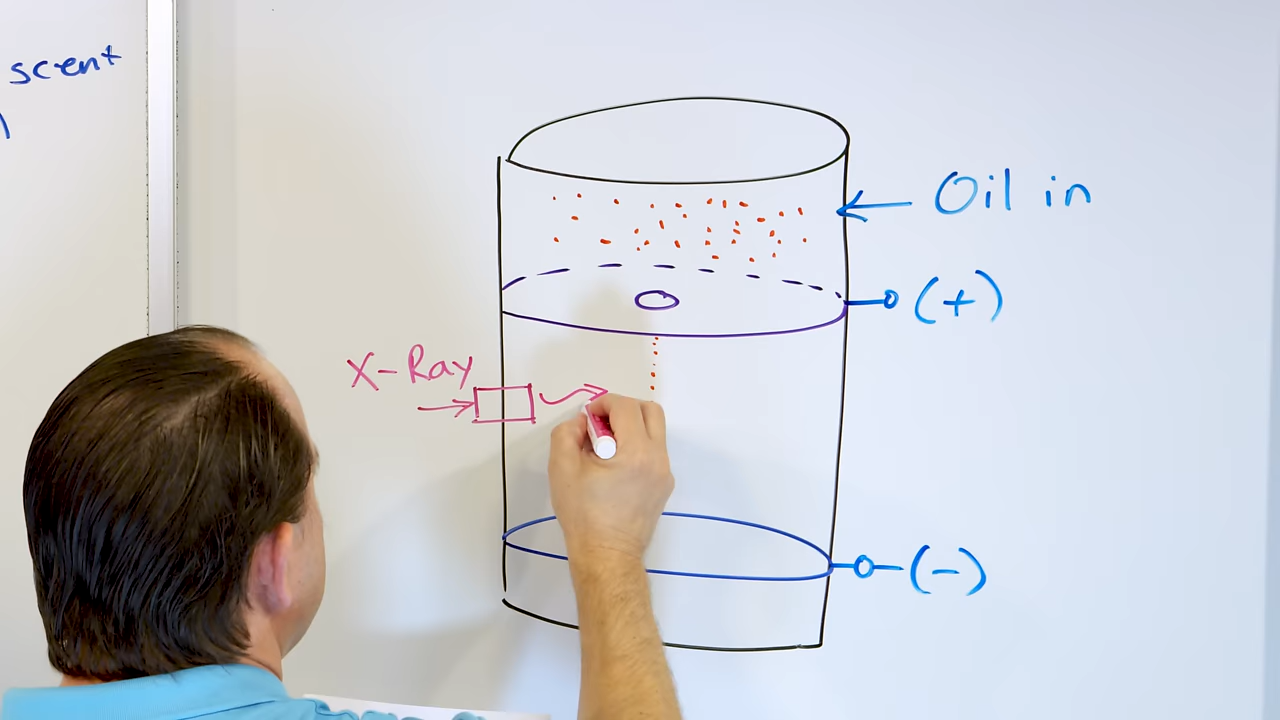 scent
Oil in
(+)
X-Ray
(-)